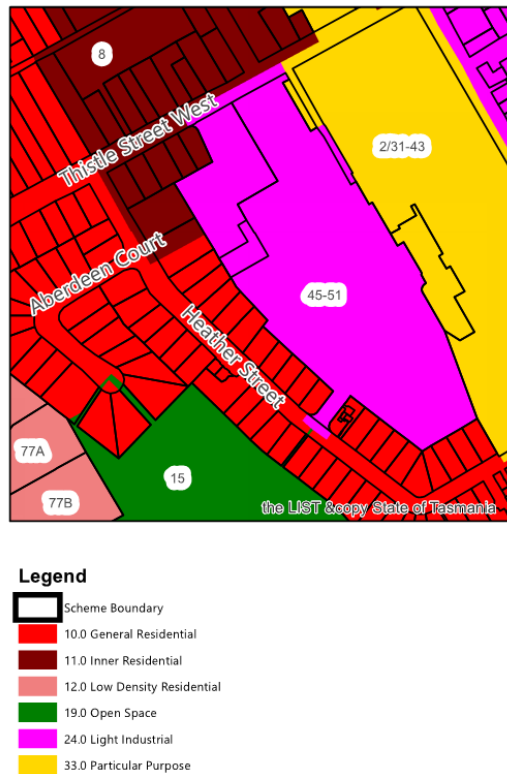 8
Thistle Street West
2/31-43
Aberdeen Court
45-51
Heather Street
77A
15
77B
the LIST &copy State of Tasmania
Legend
Scheme Boundary
10.0 General Residential
11.0 Inner Residential
12.0 Low Density Residential
19.0 Open Space
24.0 Light Industrial
33.0 Particular Purpose